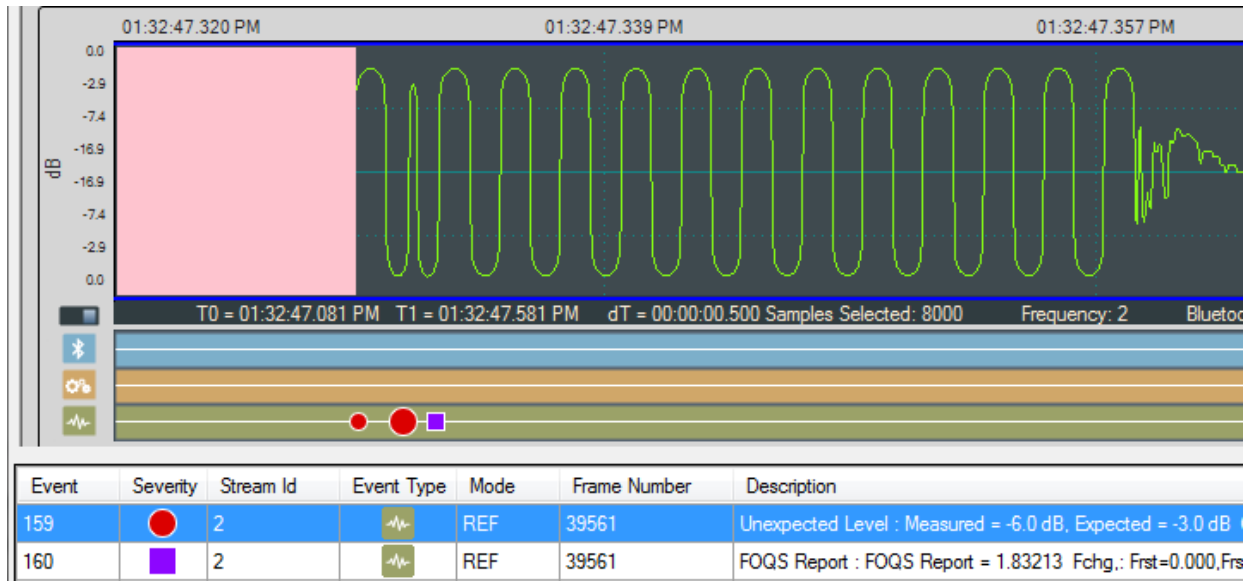 01:32:47.320 PM 01:32:47.339 PM 01:32:47.357 PM
0.0
-2.9
-7.4
-16.9
dB
-16.9
-7.4
-2.9
0.0
T0 = 01:32:47.081 PM T1 = 01:32:47.581 PM dT = 00:00:00.500 Samples Selected: 8000 Frequency: 2 Bluetoo
Event Severity Stream Id Event Type Mode Frame Number Description
159 2 REF 39561 Unexpected Level : Measured = -6.0 dB, Expected = -3.0 dB (
160 2 REF 39561 FOQS Report : FOQS Report = 1.83213 Fchg,: Frst=0.000,Frs